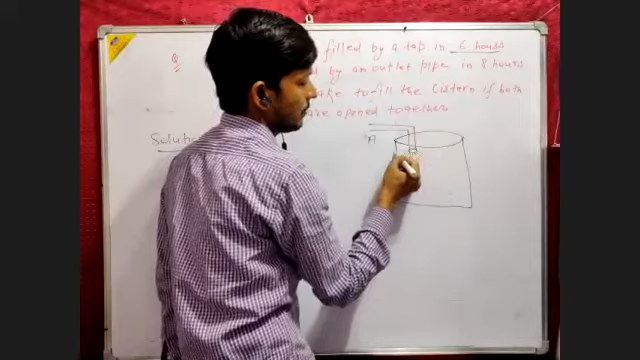 Q. filled by a tap in 6 hours
by an outlet pipe in 8 hours
ake to fill the Cistern if both
are opened together
Solution
A